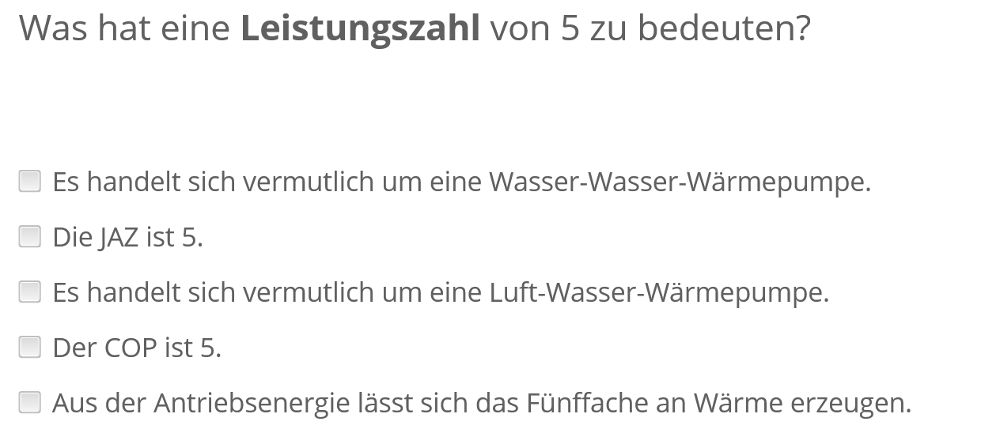 Was hat eine Leistungszahl von 5 zu bedeuten?
Es handelt sich vermutlich um eine Wasser-Wasser-Wärmepumpe.
Die JAZ ist 5.
Es handelt sich vermutlich um eine Luft-Wasser-Wärmepumpe.
Der COP ist 5.
Aus der Antriebsenergie lässt sich das Fünffache an Wärme erzeugen.